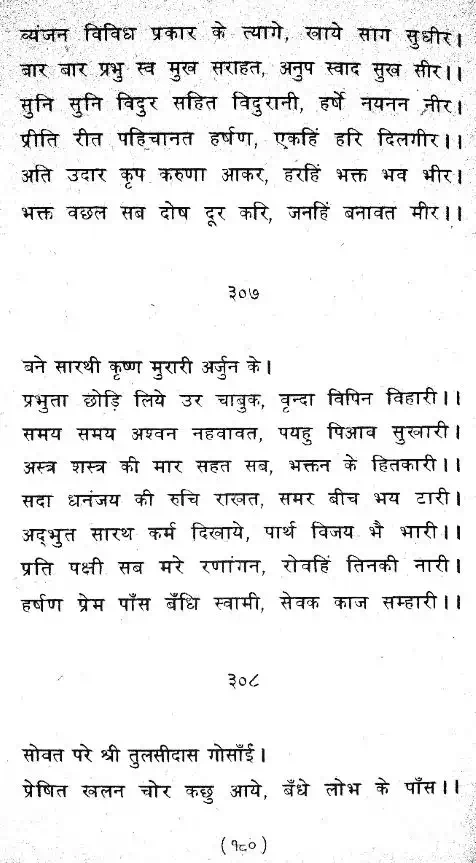 व्यंजन विविध प्रकार के त्यागे, खाये साग सुधीर।
बार बार प्रभु स्व मुख सराहत, अनुप स्वाद सुख सीर।।
सुनि सुनि विदुर सहित विदुरानी, हर्षे नयनन नीर।
प्रीति रीत पहिचानत हर्षण, एकहिं हरि दिलगीर।।
अति उदार कृप करुणा आकर, हरहिं भक्त भव भीर।
भक्त वछल सब दोष दूर करि, जनहिं बनावत मीर।।
३०७
बने सारथी कृष्ण मुरारी अर्जुन के।
प्रभुता छोड़ि लिये उर चाबुक, वृन्दा विपिन विहारी।।
समय समय अश्वन नहवावत, पयहु पिआव सुखारी।
अस्त्र शस्त्र की मार सहत सब, भक्तन के हितकारी।।
सदा धनंजय की रुचि राखत, समर बीच भय टारी।
अद्‌भुत सारथ कर्म दिखाये, पार्थ विजय भै भारी।।
प्रति पक्षी सब मरे रणांगन, रोवहिं तिनकी नारी।
हर्षण प्रेम पाँस बँधि स्वामी, सेवक काज सम्हारी।।
३०८
सोवत परे श्री तुलसीदास गोसाँई।
प्रेषित खलन चोर कछु आये, बँधे लोभ के पाँस।।
(१८०)